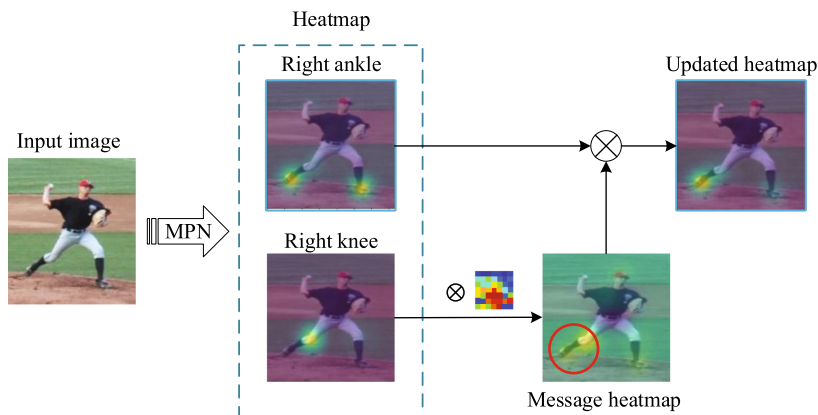 Heatmap
Right ankle
Updated heatmap
Input image
MPN
Right knee
Message heatmap